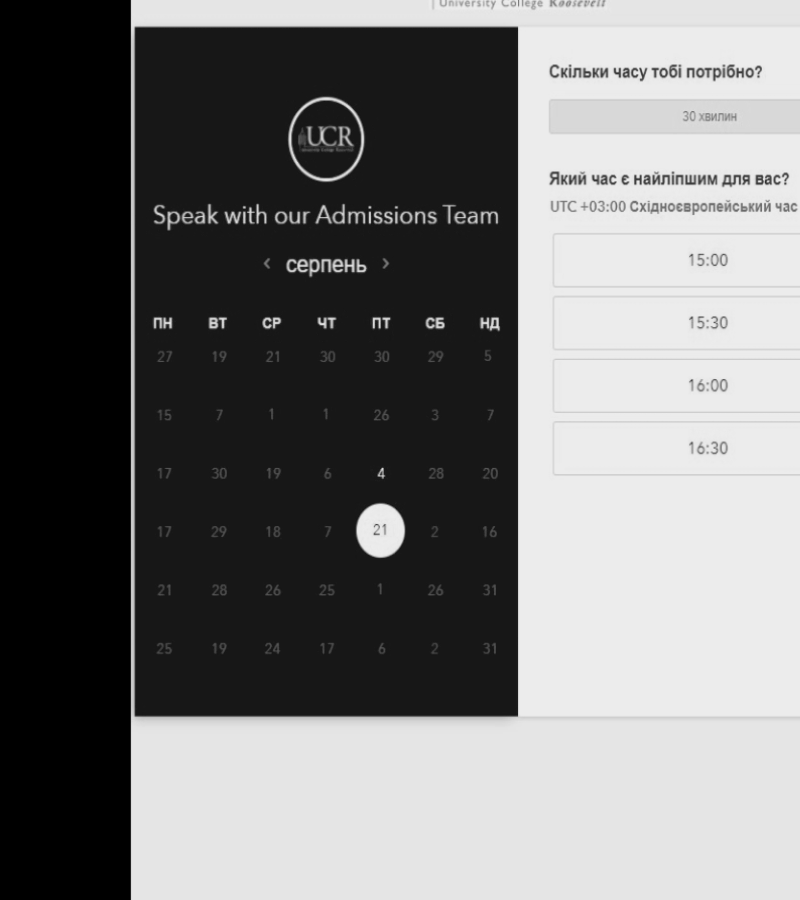 University College Roosevelt
UCR
Speak with our Admissions Team
серпень
ПН ВТ СР ЧТ ПТ СБ НД
27 19 21 30 30 29 5
15 7 1 1 26 3 7
17 30 19 6 4 28 20
17 29 18 7 21 2 16
21 28 26 25 1 26 31
25 19 24 17 6 2 31
Скільки часу тобі потрібно?
30 хвилин
Який час є найліпшим для вас?
UTC +03:00 Східноєвропейський час
15:00
15:30
16:00
16:30